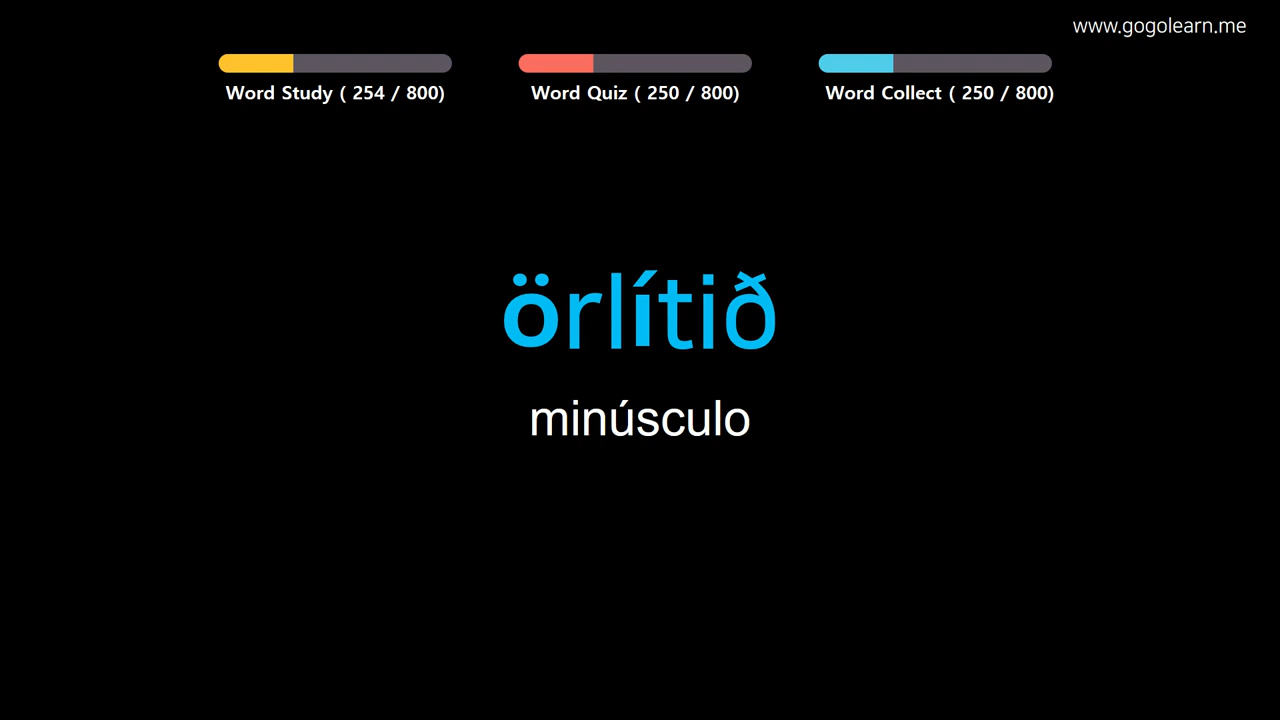 www.gogolearn.me
Word Study ( 254 / 800)
Word Quiz ( 250 / 800)
Word Collect ( 250 / 800)
örlítið
minúsculo